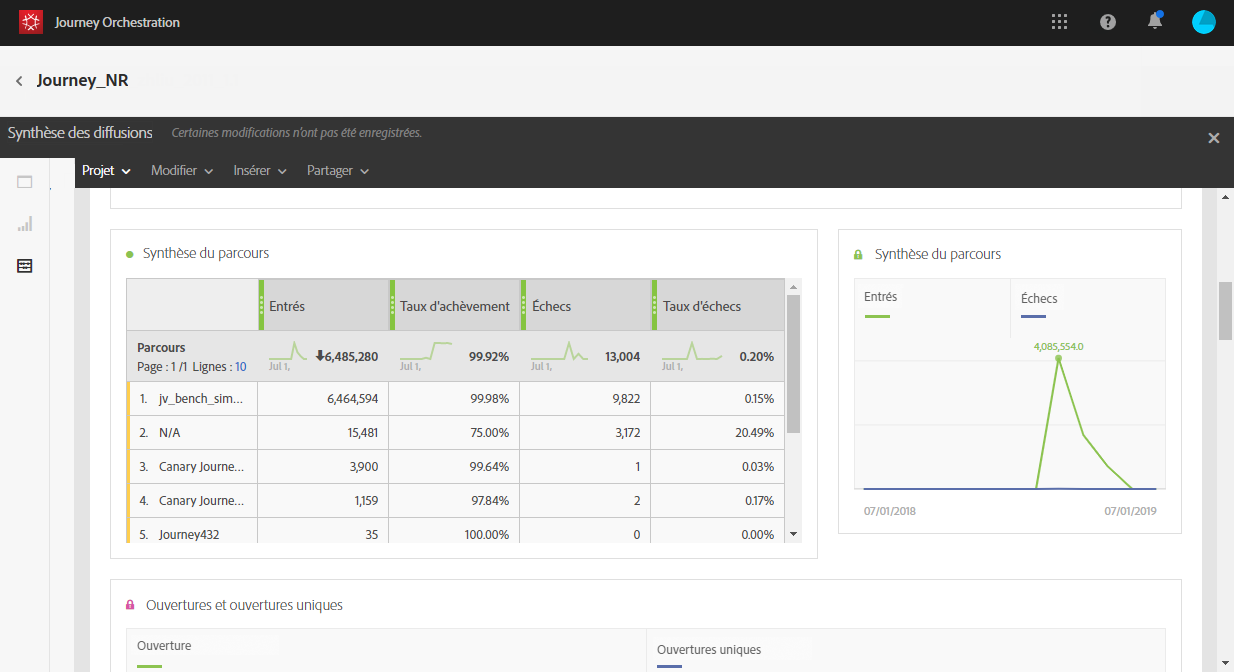 Journey Orchestration
Journey_NR
Synthèse des diffusions Certaines modifications n'ont pas été enregistrées.
Projet Modifier Insérer Partager
Synthèse du parcours
Entrés Taux d'achèvement Échecs Taux d'échecs
Parcours
Page : 1 /1 Lignes : 10
Jul 1, 6,485,280 Jul 1, 99.92% Jul 1, 13,004 Jul 1, 0.20%
1. jv_bench_sim... 6,464,594 99.98% 9,822 0.15%
2. N/A 15,481 75.00% 3,172 20.49%
3. Canary Journe... 3,900 99.64% 1 0.03%
4. Canary Journe... 1,159 97.84% 2 0.17%
5. Journey432 35 100.00% 0 0.00%
Synthèse du parcours
Entrés Échecs
4,085,554.0
07/01/2018 07/01/2019
Ouvertures et ouvertures uniques
Ouverture Ouvertures uniques